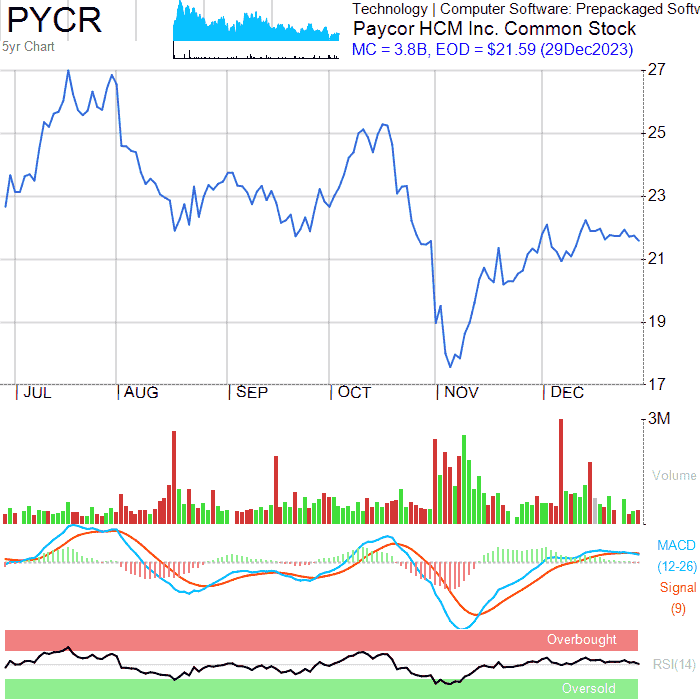 PYCR
5yr Chart
Technology | Computer Software: Prepackaged Softw
Paycor HCM Inc. Common Stock
MC = 3.8B, EOD = $21.59 (29Dec2023)
27
25
23
21
19
17
JUL AUG SEP OCT NOV DEC
3M
Volume
MACD
(12-26)
Signal
(9)
Overbought
RSI(14)
Oversold